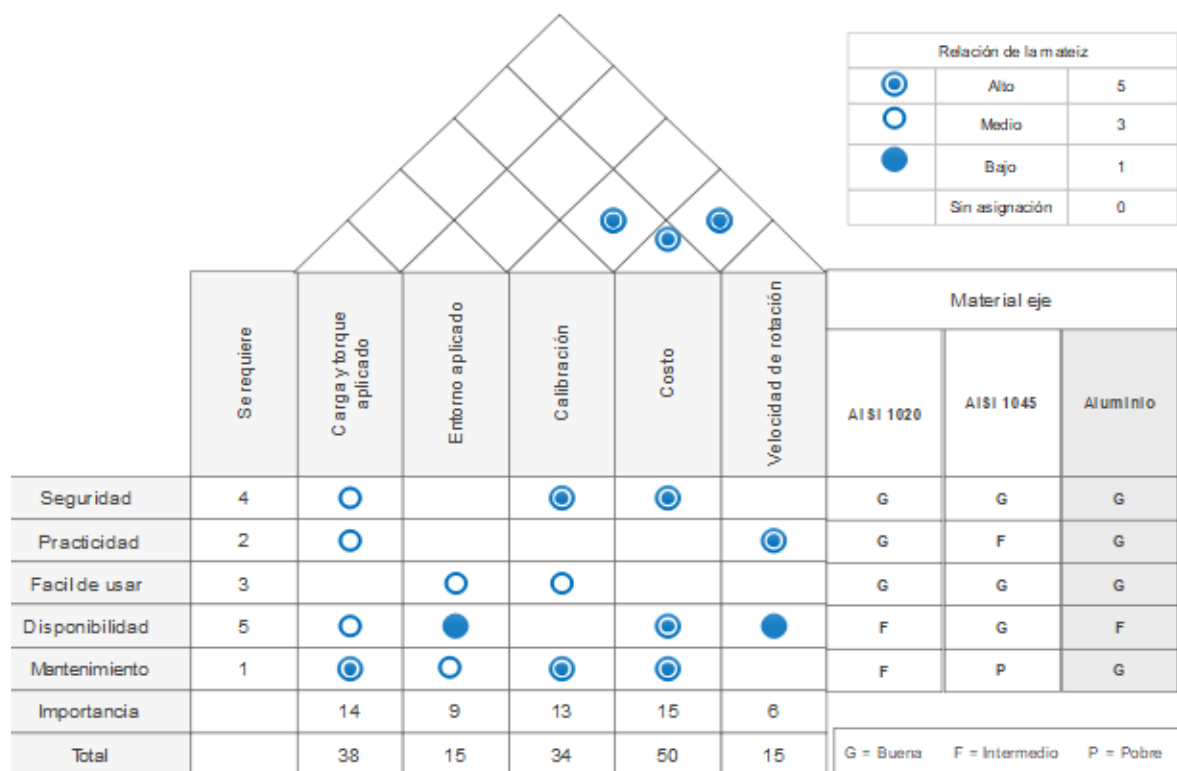 Relación de la mateiz
Alto 5
Medio 3
Bajo 1
Sin asignación 0
Se requiere
Carga y torque
aplicado
Entorno aplicado
Calibración
Costo
Velocidad de rotación
Material eje
AISI 1020
AISI 1045
Aluminio
Seguridad 4 G G G
Practicidad 2 G F G
Facil de usar 3 G G G
Disponibilidad 5 F G F
Mantenimiento 1 F P G
Importancia 14 9 13 15 6
Total 38 15 34 50 15
G = Buena F = Intermedio P = Pobre